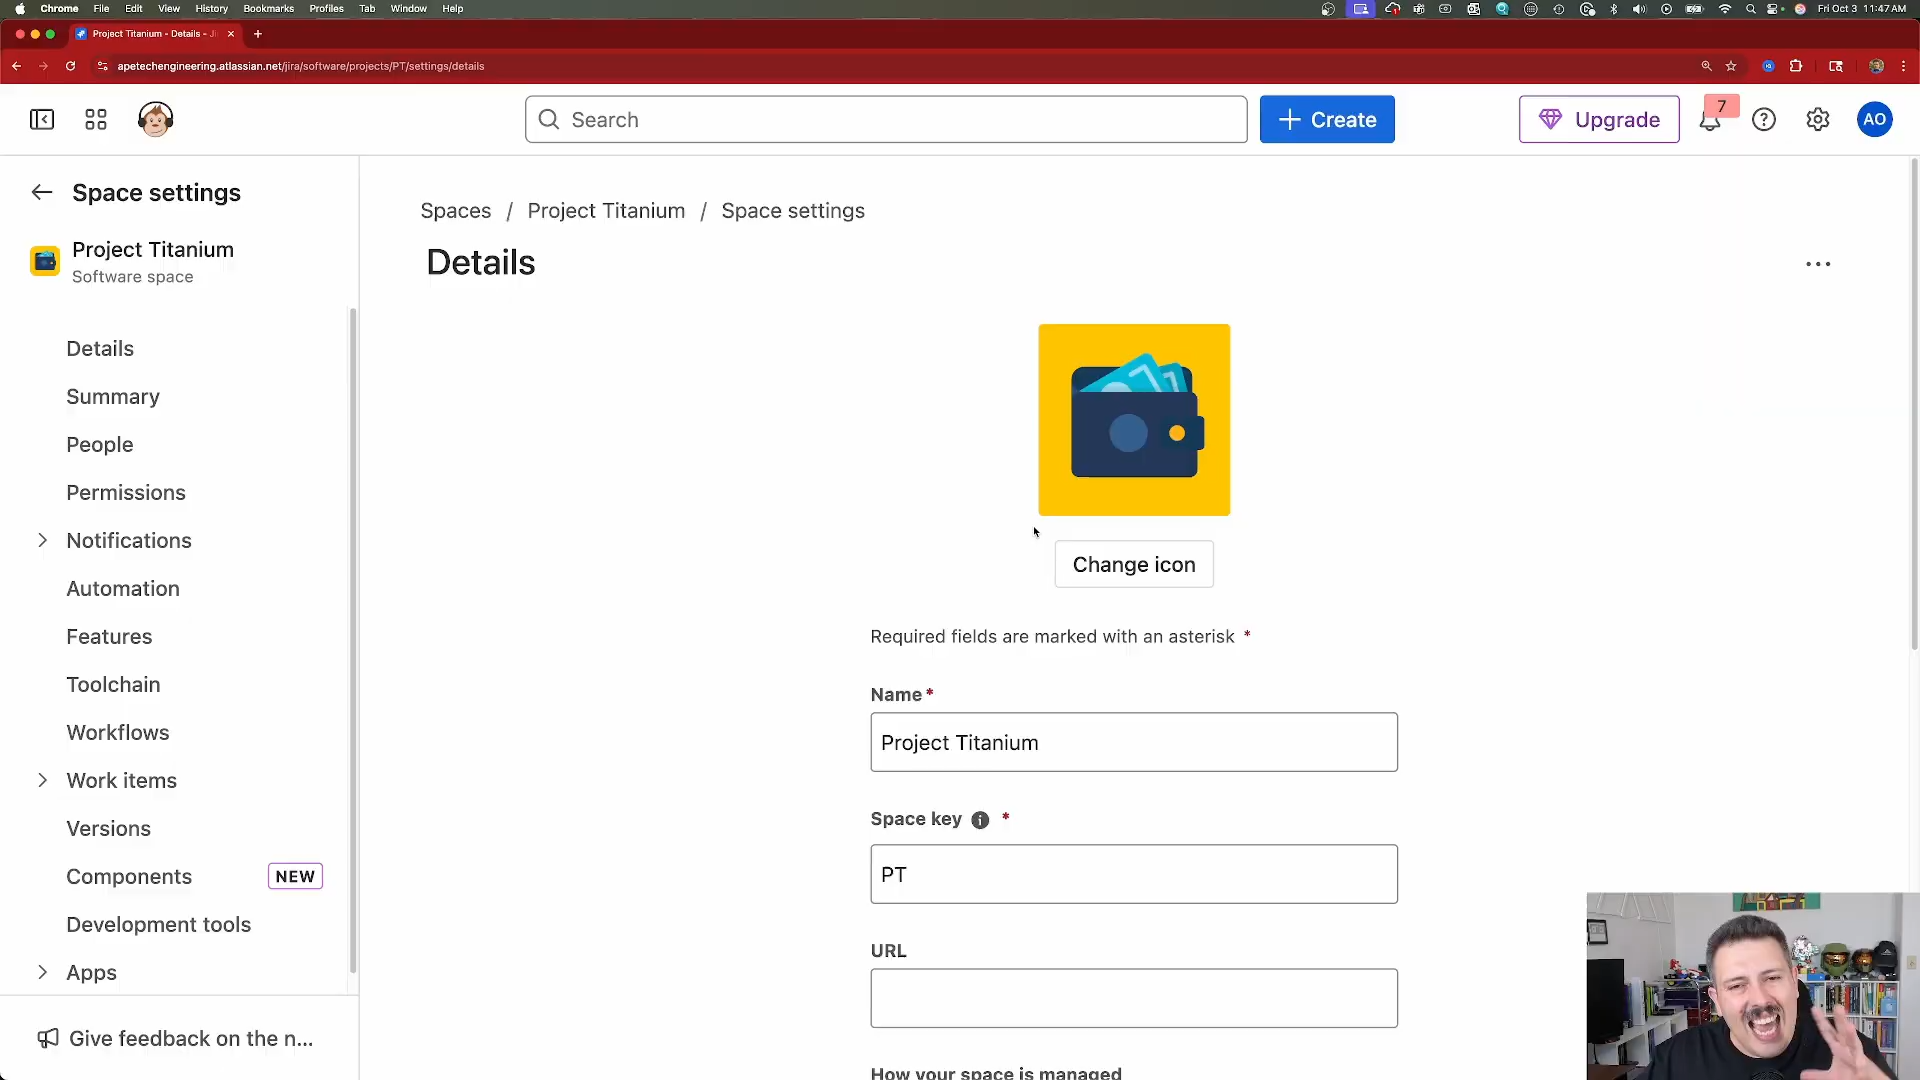 Chrome File Edit View History Bookmarks Profiles Tab Window Help
Fri Oct 3 11:47 AM
Project Titanium - Details - Ji
apetechengineering.atlassian.net/jira/software/projects/PT/settings/details
Search
Create
Upgrade
7
AO
Space settings
Project Titanium
Software space
Details
Summary
People
Permissions
Notifications
Automation
Features
Toolchain
Workflows
Work items
Versions
Components NEW
Development tools
Apps
Give feedback on the n...
Spaces / Project Titanium / Space settings
Details
Change icon
Required fields are marked with an asterisk *
Name *
Project Titanium
Space key *
PT
URL
How your space is managed